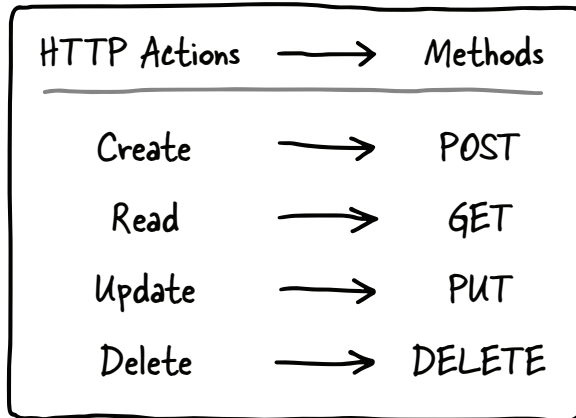 HTTP Actions → Methods
Create → POST
Read → GET
Update → PUT
Delete → DELETE